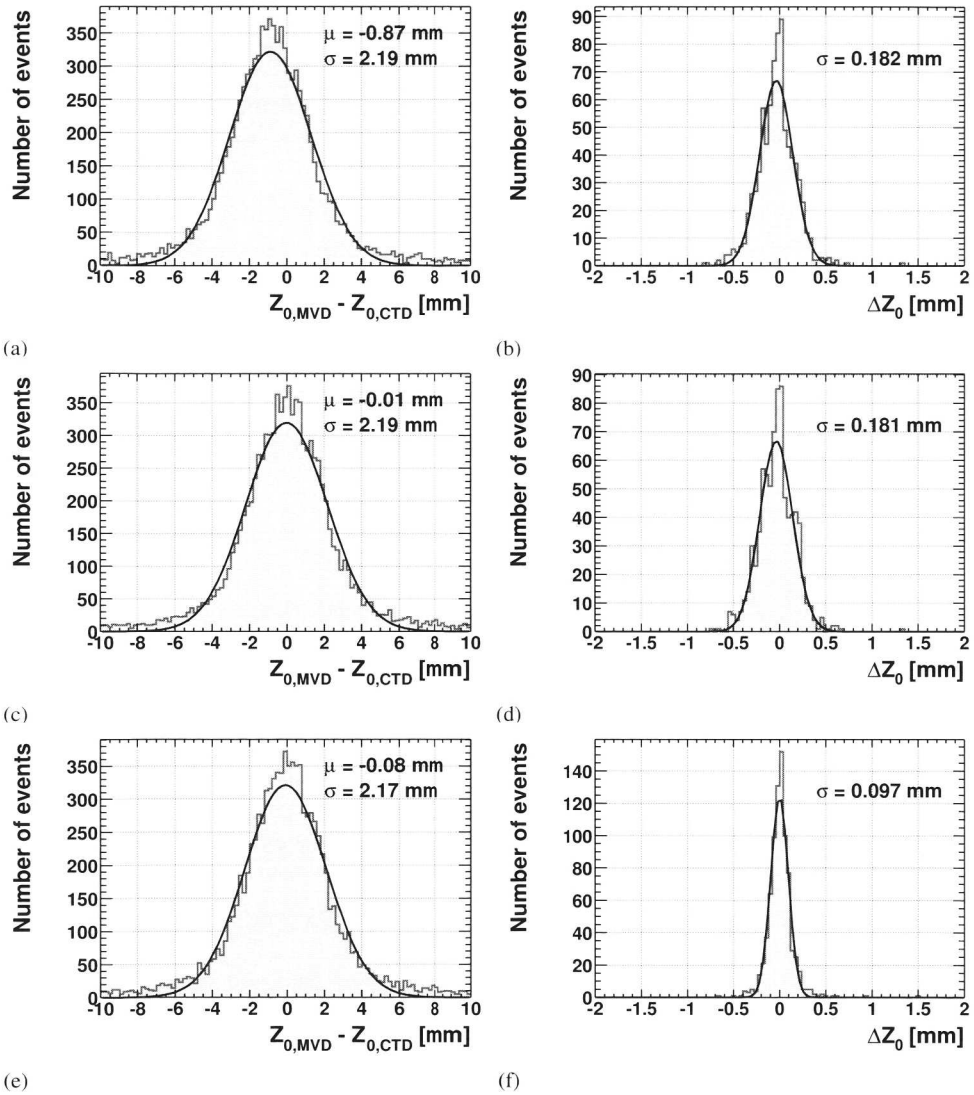 Number of events
350
300
250
200
150
100
50
0
μ = -0.87 mm
σ = 2.19 mm
-10 -8 -6 -4 -2 0 2 4 6 8 10
Z0,MVD - Z0,CTD [mm]
(a)
Number of events
90
80
70
60
50
40
30
20
10
0
σ = 0.182 mm
-2 -1.5 -1 -0.5 0 0.5 1 1.5 2
ΔZ0 [mm]
(b)
Number of events
350
300
250
200
150
100
50
0
μ = -0.01 mm
σ = 2.19 mm
-10 -8 -6 -4 -2 0 2 4 6 8 10
Z0,MVD - Z0,CTD [mm]
(c)
Number of events
90
80
70
60
50
40
30
20
10
0
σ = 0.181 mm
-2 -1.5 -1 -0.5 0 0.5 1 1.5 2
ΔZ0 [mm]
(d)
Number of events
350
300
250
200
150
100
50
0
μ = -0.08 mm
σ = 2.17 mm
-10 -8 -6 -4 -2 0 2 4 6 8 10
Z0,MVD - Z0,CTD [mm]
(e)
Number of events
140
120
100
80
60
40
20
0
σ = 0.097 mm
-2 -1.5 -1 -0.5 0 0.5 1 1.5 2
ΔZ0 [mm]
(f)